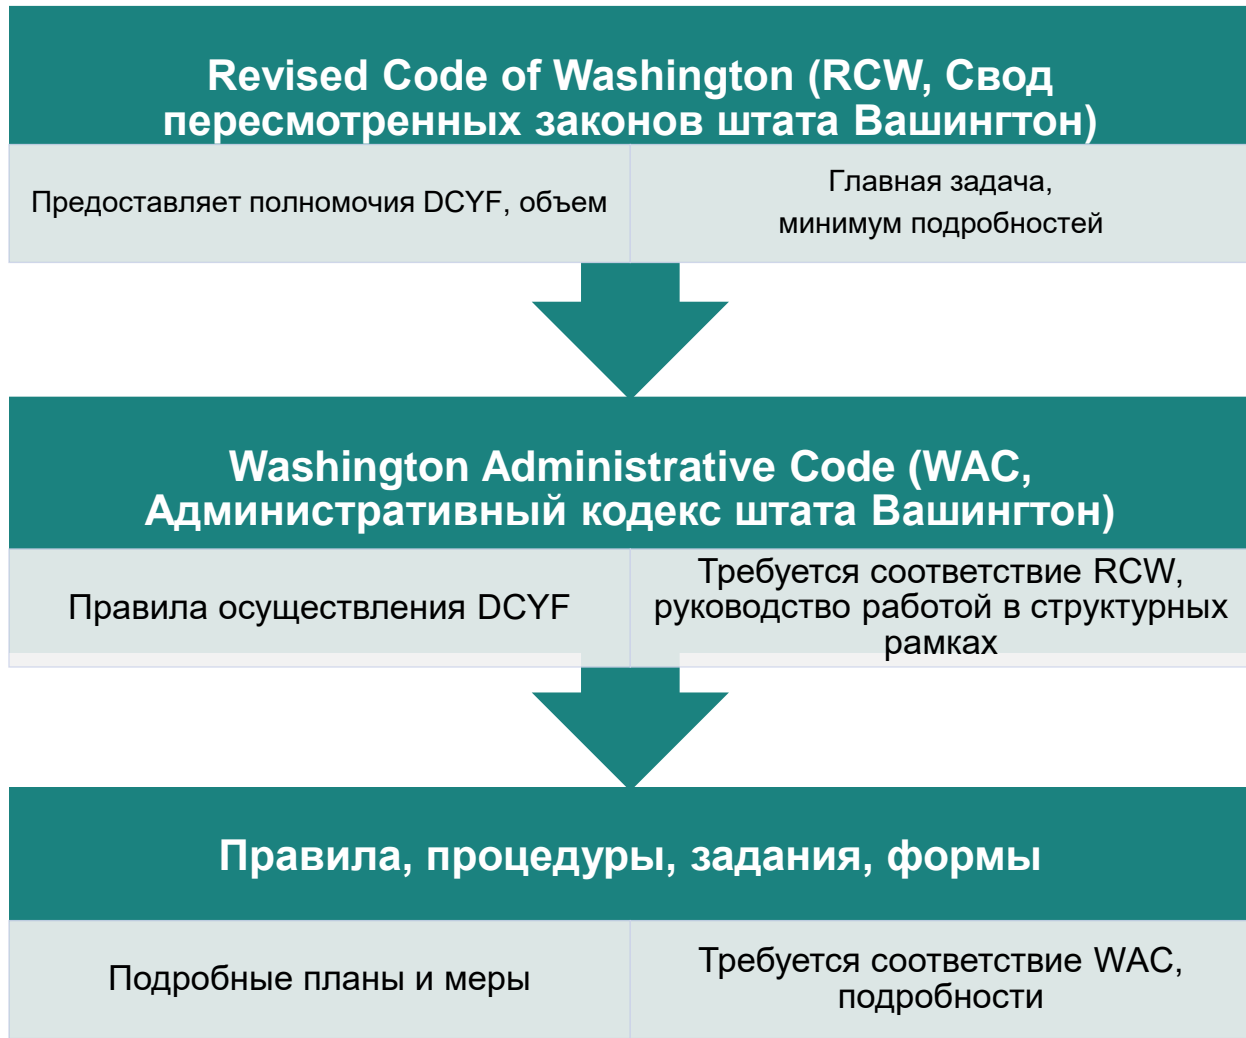 Revised Code of Washington (RCW, Свод
пересмотренных законов штата Вашингтон)
Предоставляет полномочия DCYF, объем
Главная задача,
минимум подробностей
Washington Administrative Code (WAC,
Административный кодекс штата Вашингтон)
Правила осуществления DCYF
Требуется соответствие RCW,
руководство работой в структурных
рамках
Правила, процедуры, задания, формы
Подробные планы и меры
Требуется соответствие WAC,
подробности